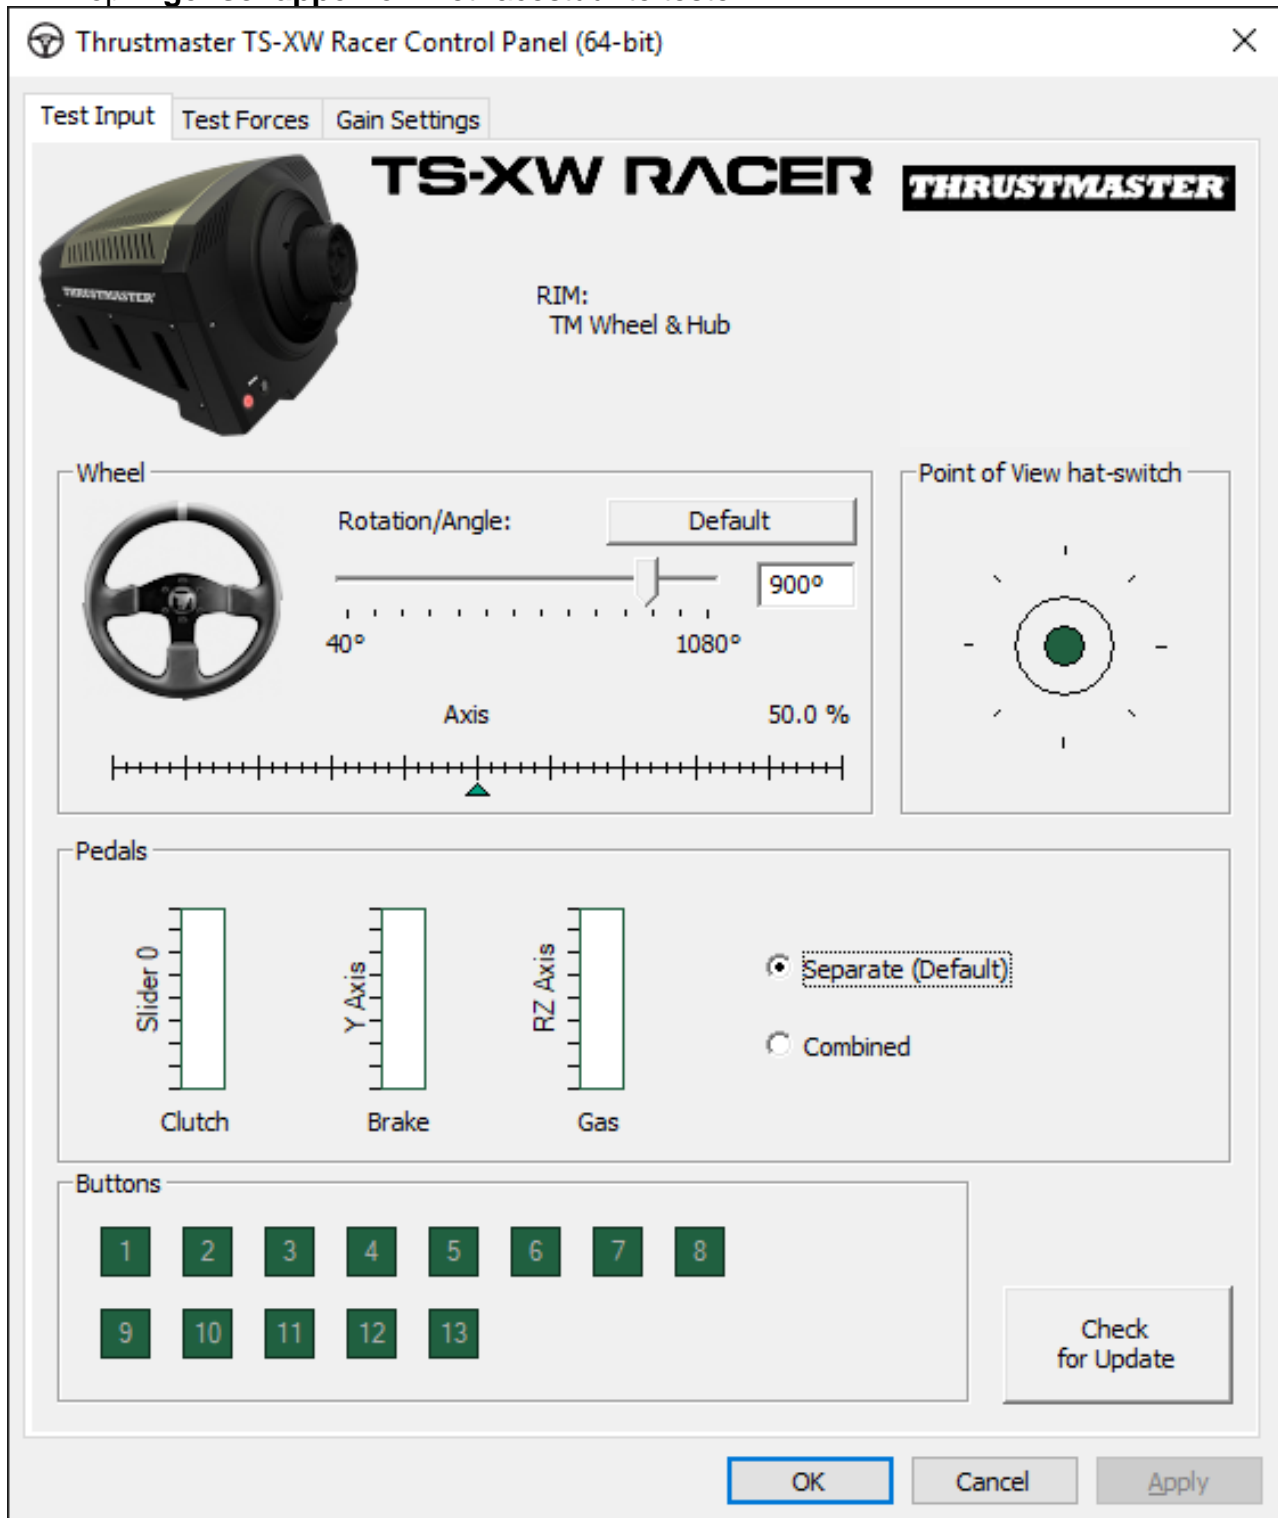 Thrustmaster TS-XW Racer Control Panel (64-bit)
Test Input Test Forces Gain Settings
TS-XW RACER THRUSTMASTER
THRUSTMASTER
RIM:
TM Wheel & Hub
Wheel
Rotation/Angle: Default
900°
40° 1080°
Axis 50.0 %
Point of View hat-switch
Pedals
Slider 0
Clutch
Y Axis
Brake
RZ Axis
Gas
Separate (Default)
Combined
Buttons
1 2 3 4 5 6 7 8
9 10 11 12 13
Check
for Update
OK Cancel Apply